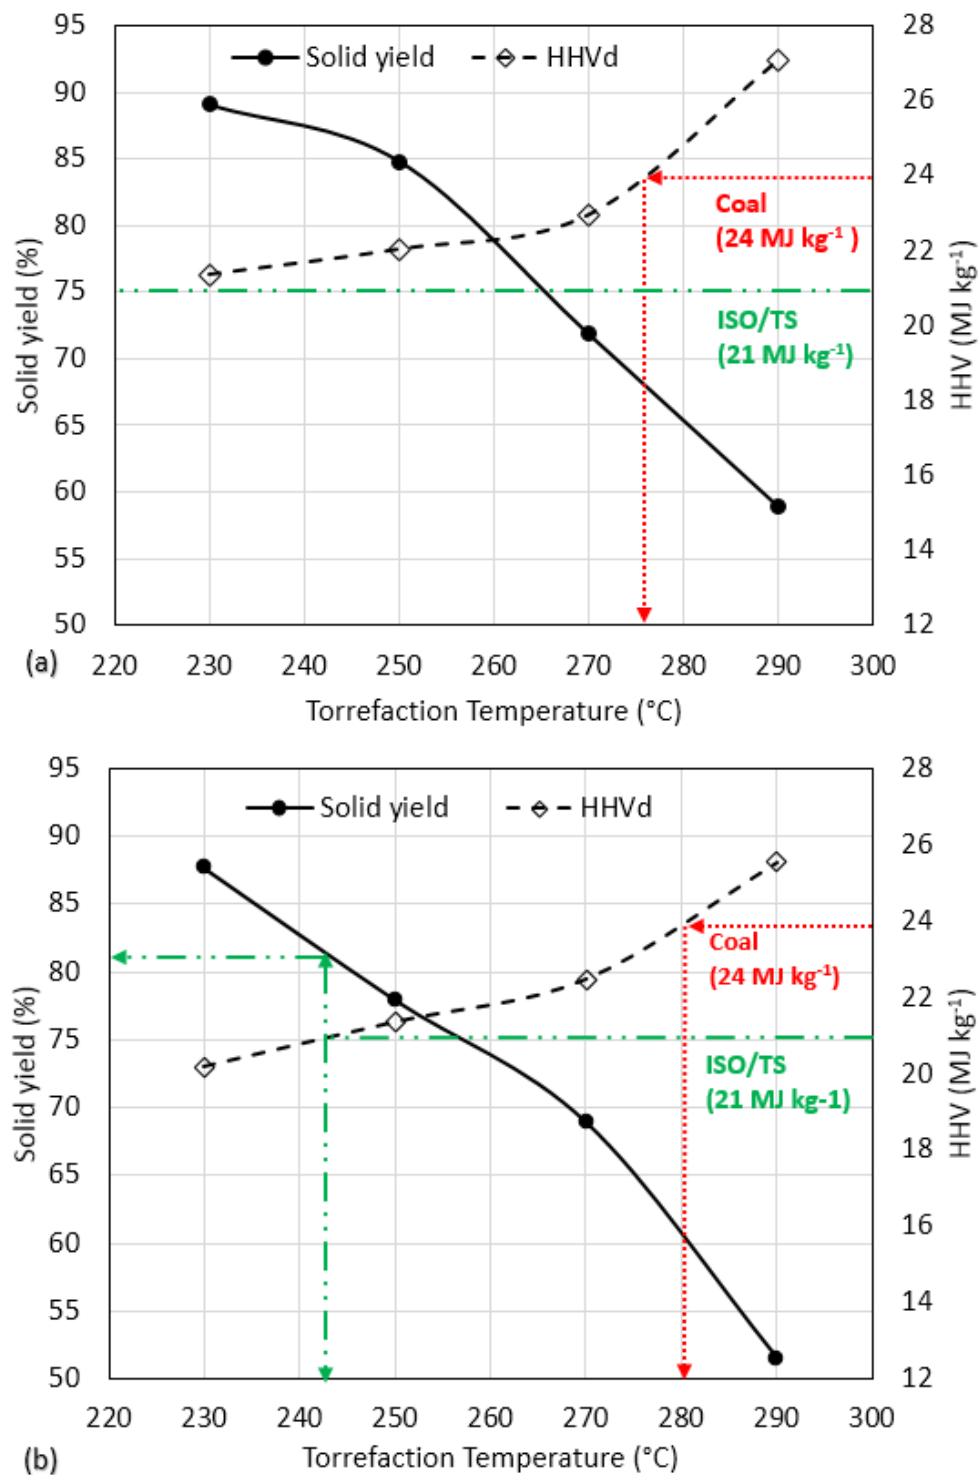 Solid yield HHVd
95
90
85
80
75
70
65
60
55
50
Solid yield (%)
28
26
24
22
20
18
16
14
12
HHV (MJ kg⁻¹)
Coal
(24 MJ kg⁻¹ )
ISO/TS
(21 MJ kg⁻¹)
220 230 240 250 260 270 280 290 300
(a)
Torrefaction Temperature (°C)
Solid yield HHVd
95
90
85
80
75
70
65
60
55
50
Solid yield (%)
28
26
24
22
20
18
16
14
12
HHV (MJ kg⁻¹)
Coal
(24 MJ kg⁻¹)
ISO/TS
(21 MJ kg-1)
220 230 240 250 260 270 280 290 300
(b)
Torrefaction Temperature (°C)